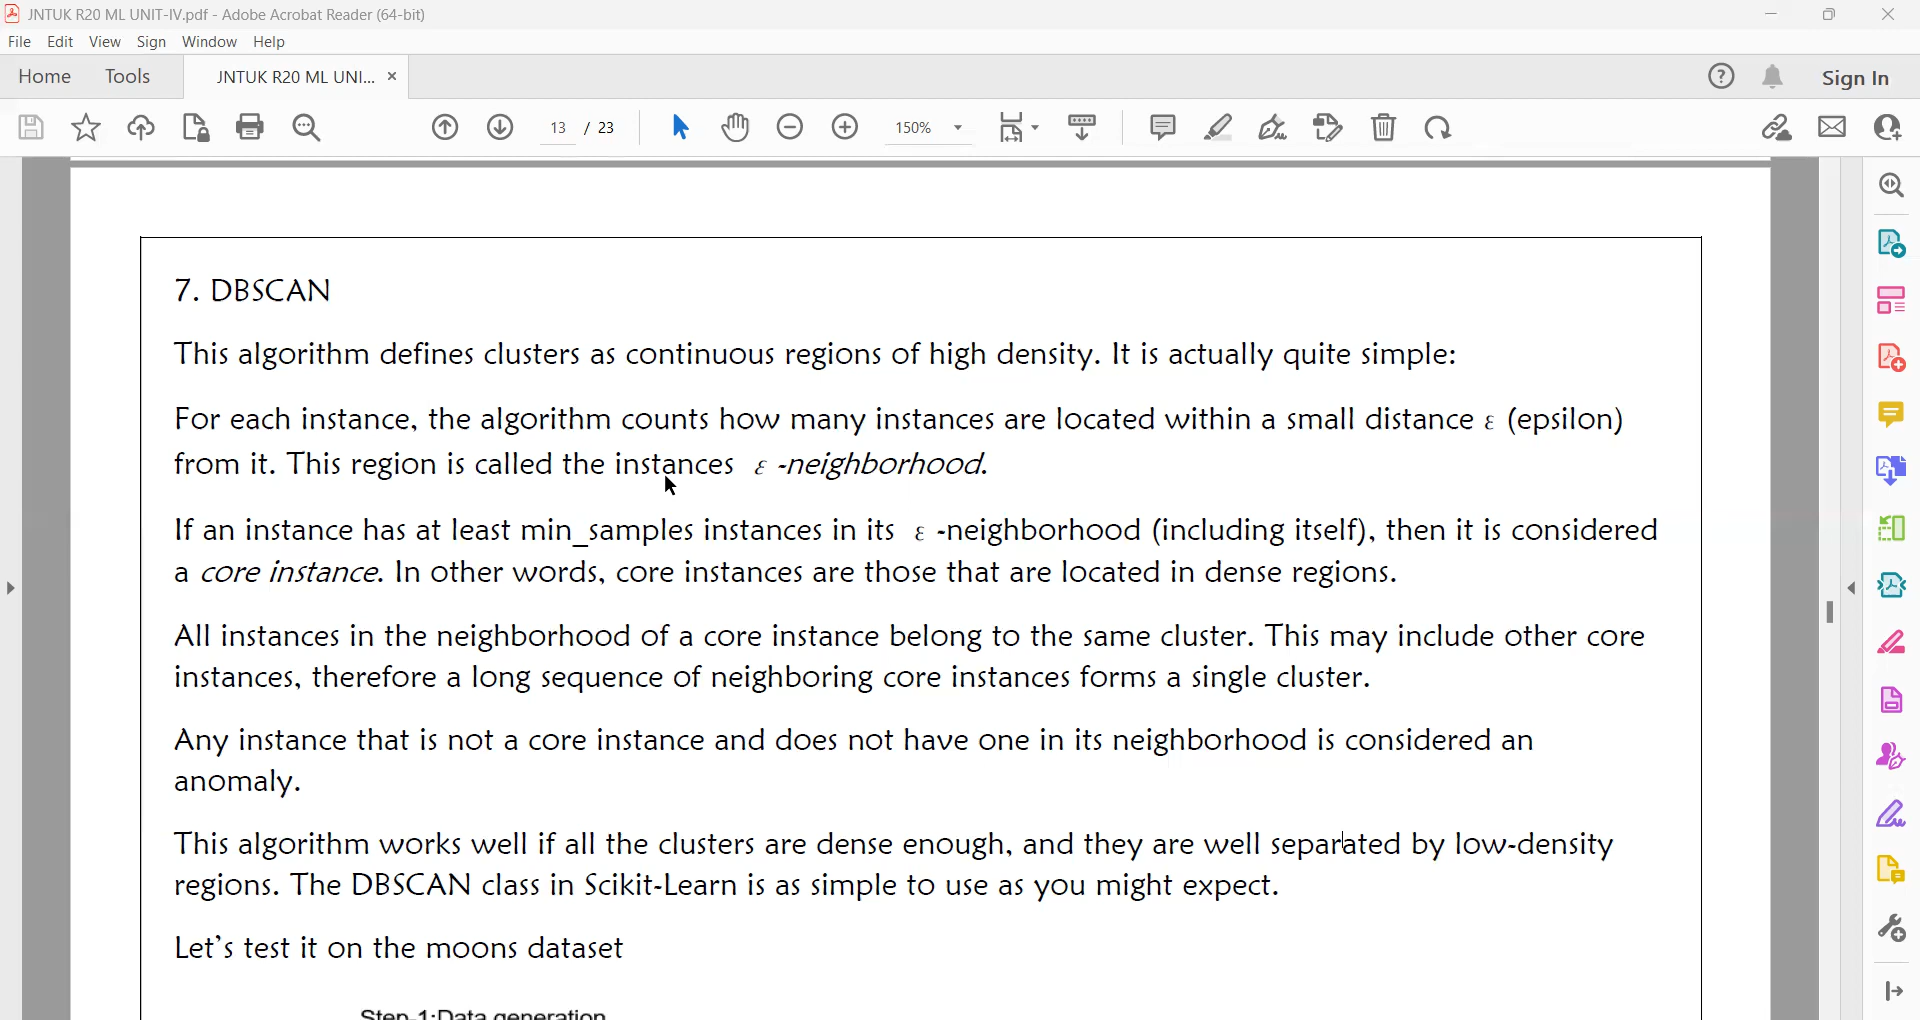 JNTUK R20 ML UNIT-IV.pdf - Adobe Acrobat Reader (64-bit)
File Edit View Sign Window Help
Home Tools JNTUK R20 ML UNI... × Sign In
13 / 23 150%
7. DBSCAN
This algorithm defines clusters as continuous regions of high density. It is actually quite simple:
For each instance, the algorithm counts how many instances are located within a small distance ε (epsilon)
from it. This region is called the instances ε -neighborhood.
If an instance has at least min_samples instances in its ε -neighborhood (including itself), then it is considered
a core instance. In other words, core instances are those that are located in dense regions.
All instances in the neighborhood of a core instance belong to the same cluster. This may include other core
instances, therefore a long sequence of neighboring core instances forms a single cluster.
Any instance that is not a core instance and does not have one in its neighborhood is considered an
anomaly.
This algorithm works well if all the clusters are dense enough, and they are well separated by low-density
regions. The DBSCAN class in Scikit-Learn is as simple to use as you might expect.
Let's test it on the moons dataset
Step-1:Data generation